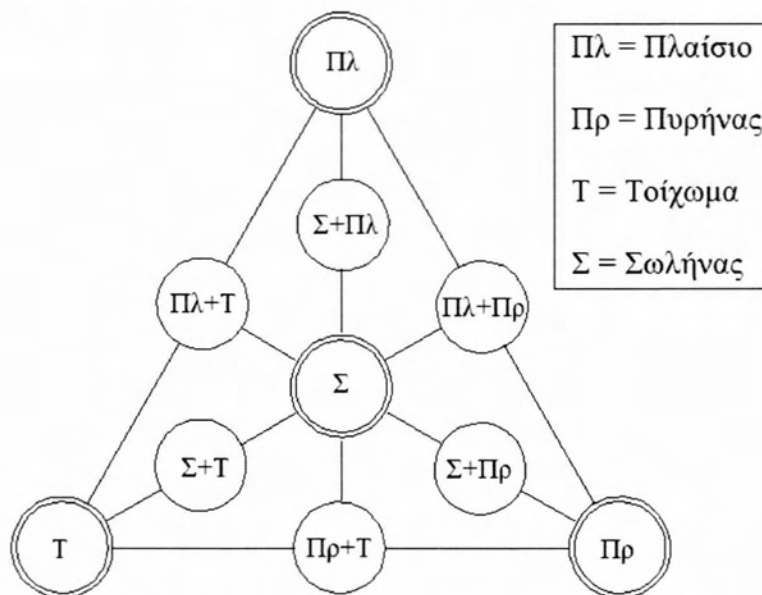 Πλ
Σ+Πλ
Πλ+Τ
Πλ+Πρ
Σ
Σ+Τ
Σ+Πρ
Τ
Πρ+Τ
Πρ
Πλ = Πλαίσιο
Πρ = Πυρήνας
Τ = Τοίχωμα
Σ = Σωλήνας